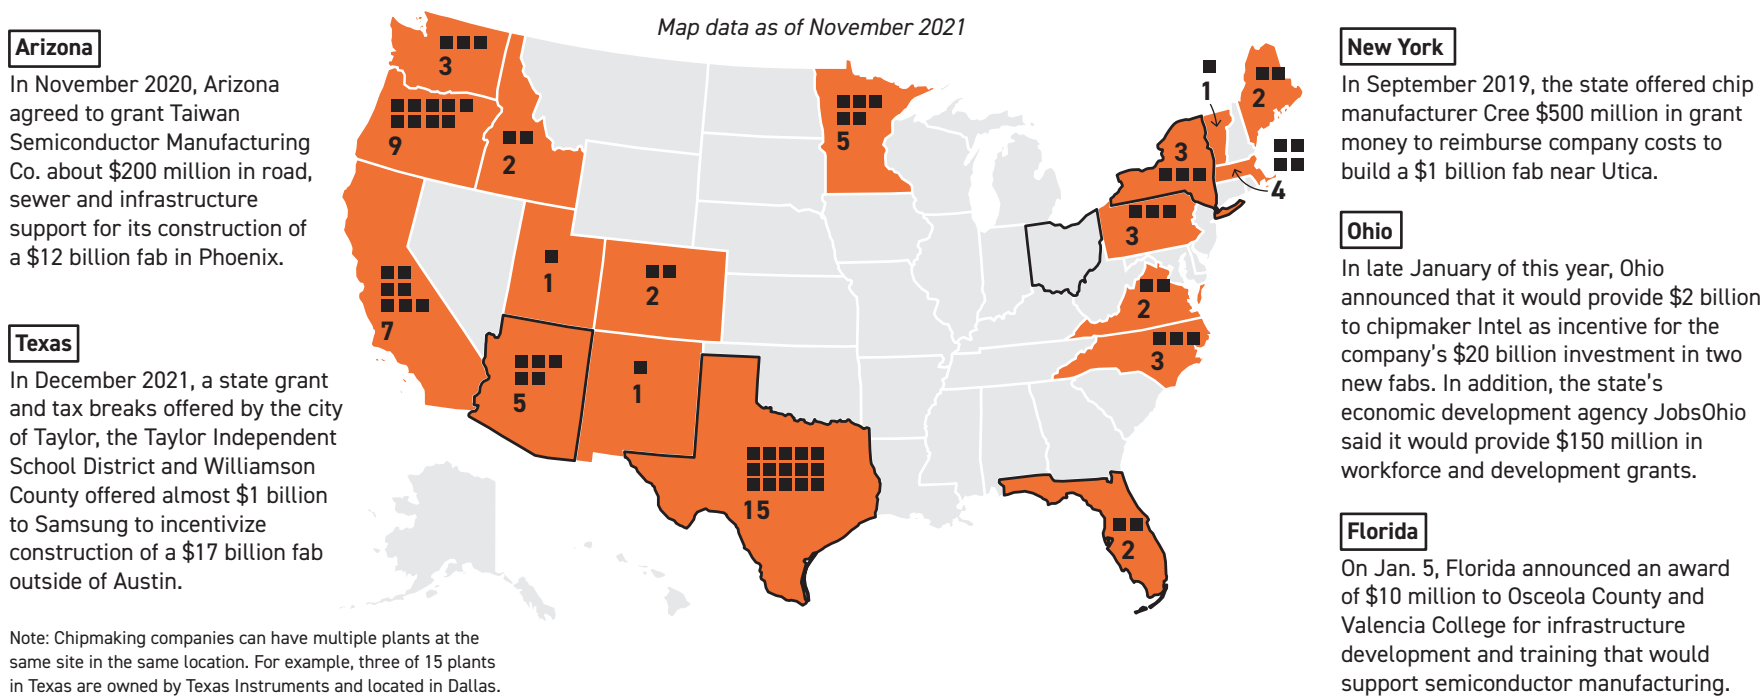 Map data as of November 2021
Arizona
In November 2020, Arizona
agreed to grant Taiwan
Semiconductor Manufacturing
Co. about $200 million in road,
sewer and infrastructure
support for its construction of
a $12 billion fab in Phoenix.
Texas
In December 2021, a state grant
and tax breaks offered by the city
of Taylor, the Taylor Independent
School District and Williamson
County offered almost $1 billion
to Samsung to incentivize
construction of a $17 billion fab
outside of Austin.
Note: Chipmaking companies can have multiple plants at the
same site in the same location. For example, three of 15 plants
in Texas are owned by Texas Instruments and located in Dallas.
3
9
2
7
1
2
5
1
15
5
1
2
3
4
3
2
3
2
New York
In September 2019, the state offered chip
manufacturer Cree $500 million in grant
money to reimburse company costs to
build a $1 billion fab near Utica.
Ohio
In late January of this year, Ohio
announced that it would provide $2 billion
to chipmaker Intel as incentive for the
company’s $20 billion investment in two
new fabs. In addition, the state’s
economic development agency JobsOhio
said it would provide $150 million in
workforce and development grants.
Florida
On Jan. 5, Florida announced an award
of $10 million to Osceola County and
Valencia College for infrastructure
development and training that would
support semiconductor manufacturing.